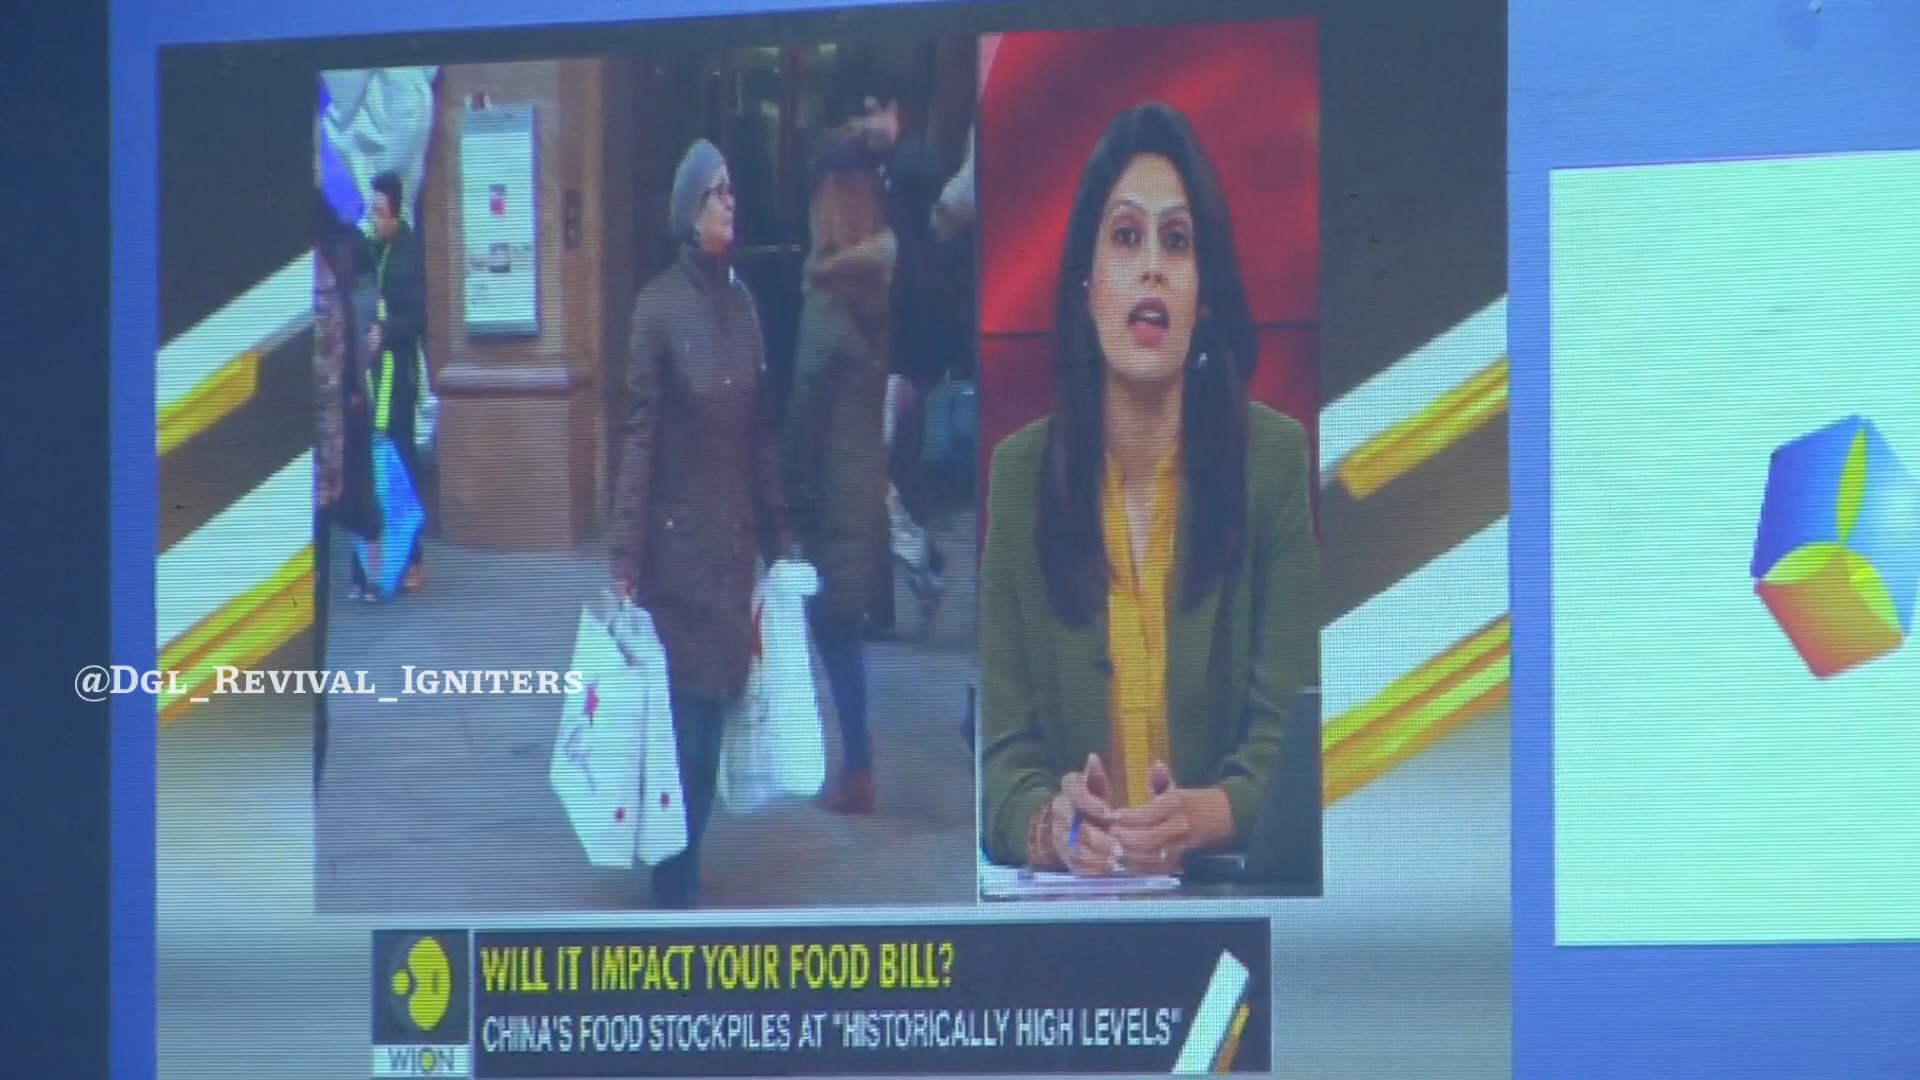 @Dgl_Revival_Igniters
WILL IT IMPACT YOUR FOOD BILL?
CHINA'S FOOD STOCKPILES AT "HISTORICALLY HIGH LEVELS"
WION